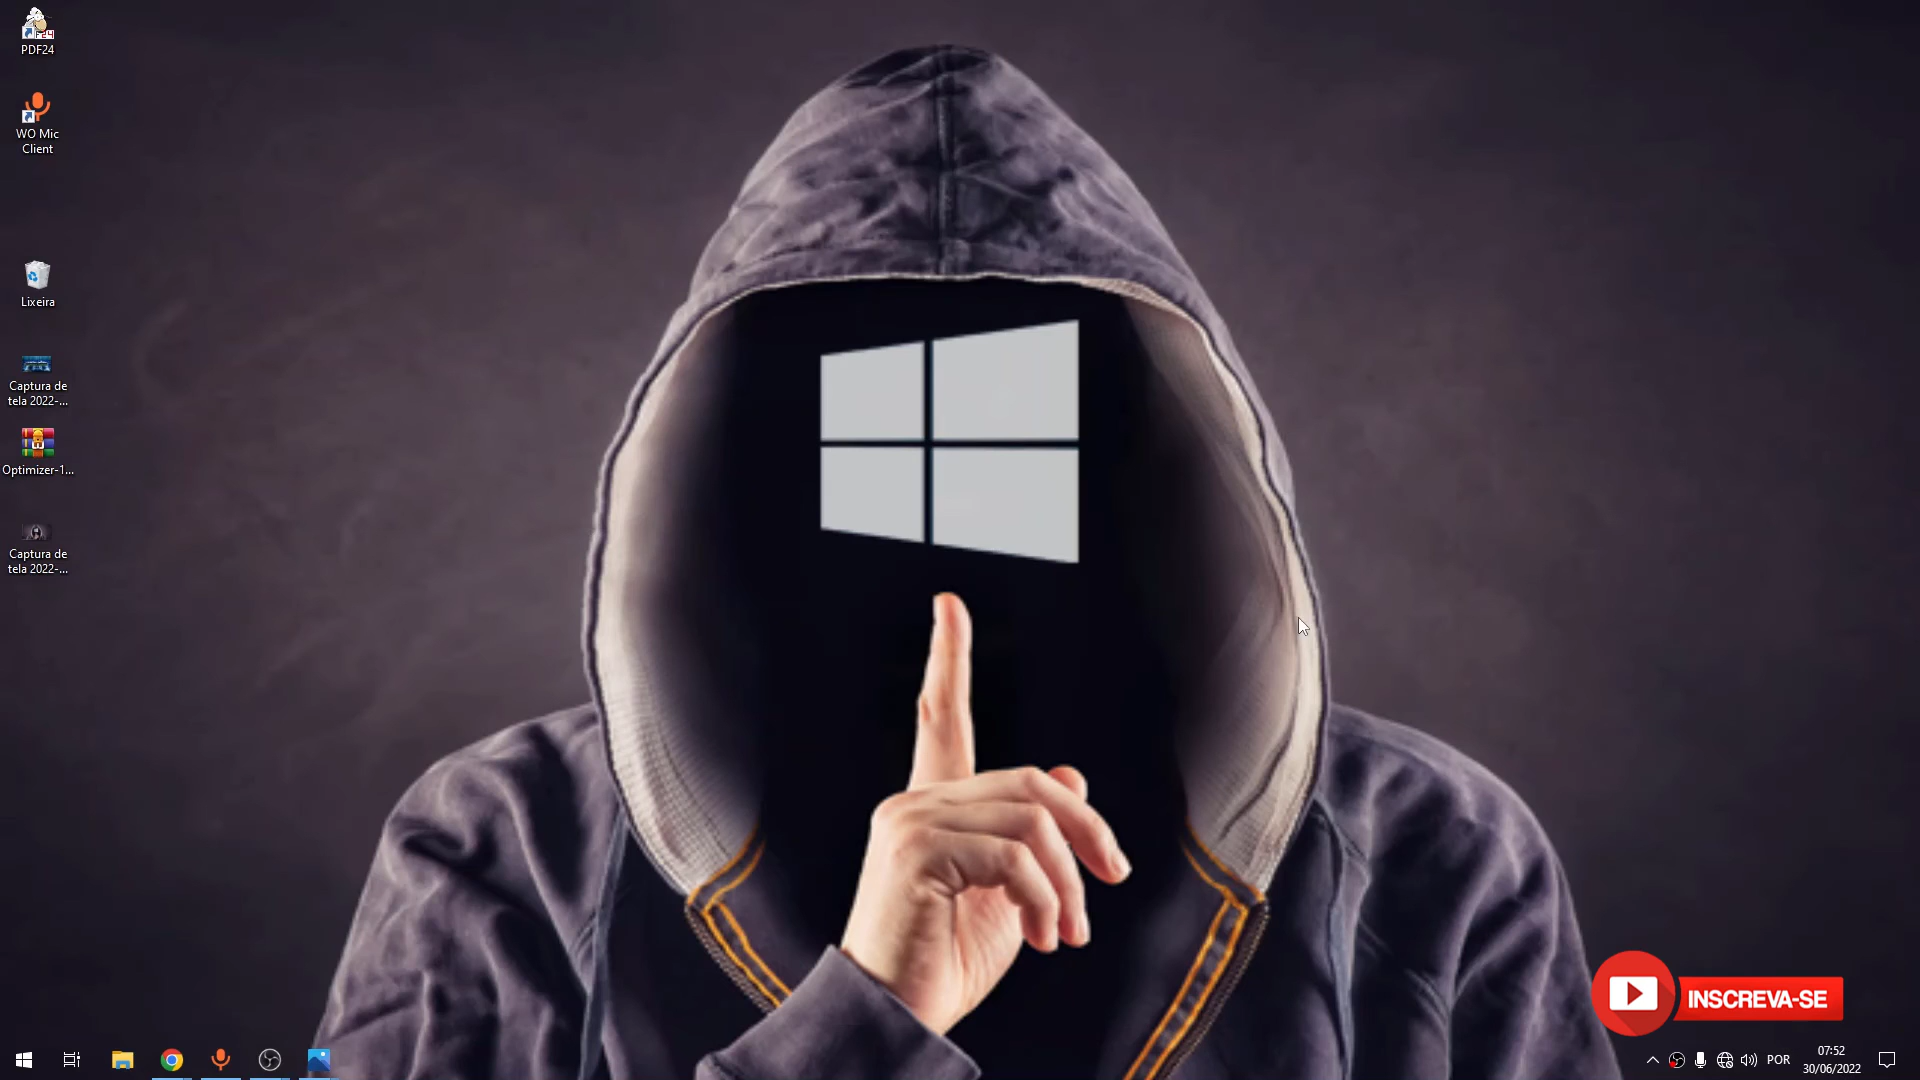 PDF24
WO Mic
Client
Lixeira
Captura de
tela 2022-...
Optimizer-1...
Captura de
tela 2022-...
INSCREVA-SE
POR
07:52
30/06/2022